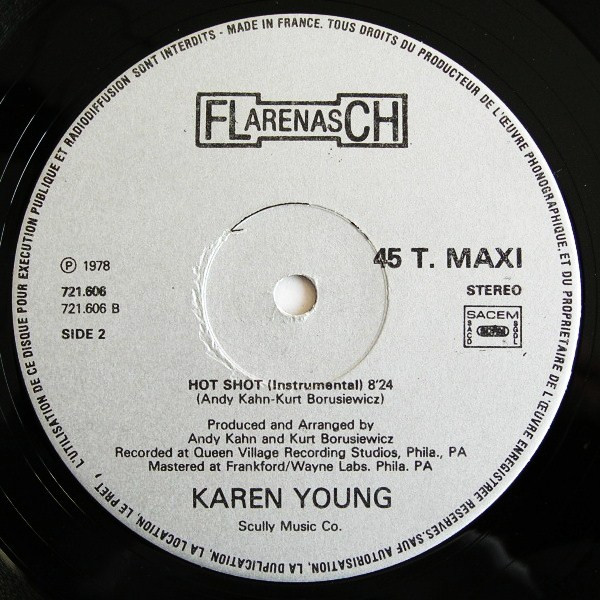 L'UTILISATION DE CE DISQUE POUR EXÉCUTION PUBLIQUE ET RADIODIFFUSION SONT INTERDITS - MADE IN FRANCE. TOUS DROITS DU PRODUCTEUR DE L'ŒUVRE PHONOGRAPHIQUE, ET DU PROPRIETAIRE DE L'ŒUVRE ENREGISTREE RESERVES. SAUF AUTORISATION, LA DUPLICATION, LA LOCATION, LE PRET,
FLARENASCH
45 T. MAXI
℗ 1978
STEREO
721.606
721.606 B
SIDE 2
SACEM
SACD
SGDL
HOT SHOT (Instrumental) 8'24
(Andy Kahn-Kurt Borusiewicz)
Produced and Arranged by
Andy Kahn and Kurt Borusiewicz
Recorded at Queen Village Recording Studios, Phila., PA
Mastered at Frankford/Wayne Labs. Phila. PA
KAREN YOUNG
Scully Music Co.